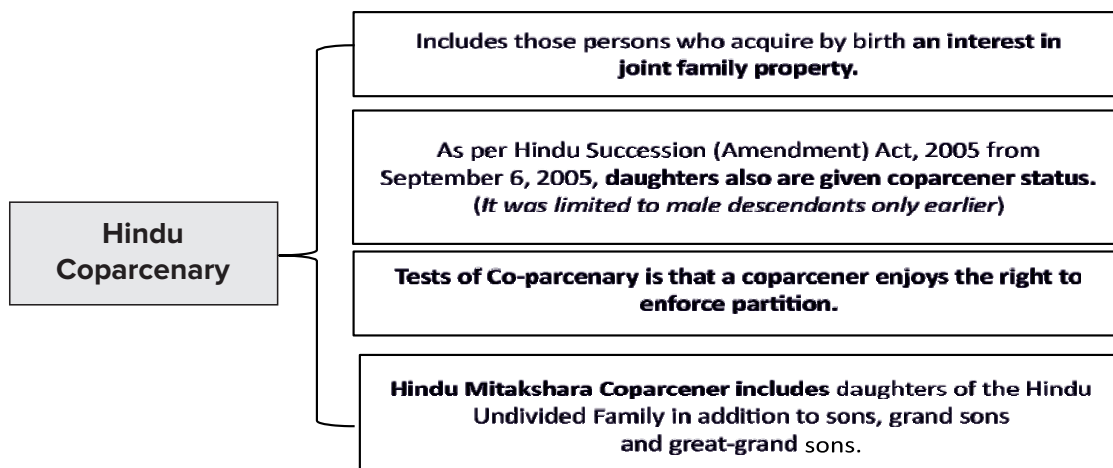 Hindu
Coparcenary
Includes those persons who acquire by birth an interest in
joint family property.
As per Hindu Succession (Amendment) Act, 2005 from
September 6, 2005, daughters also are given coparcener status.
(It was limited to male descendants only earlier)
Tests of Co-parcenary is that a coparcener enjoys the right to
enforce partition.
Hindu Mitakshara Coparcener includes daughters of the Hindu
Undivided Family in addition to sons, grand sons
and great-grand sons.